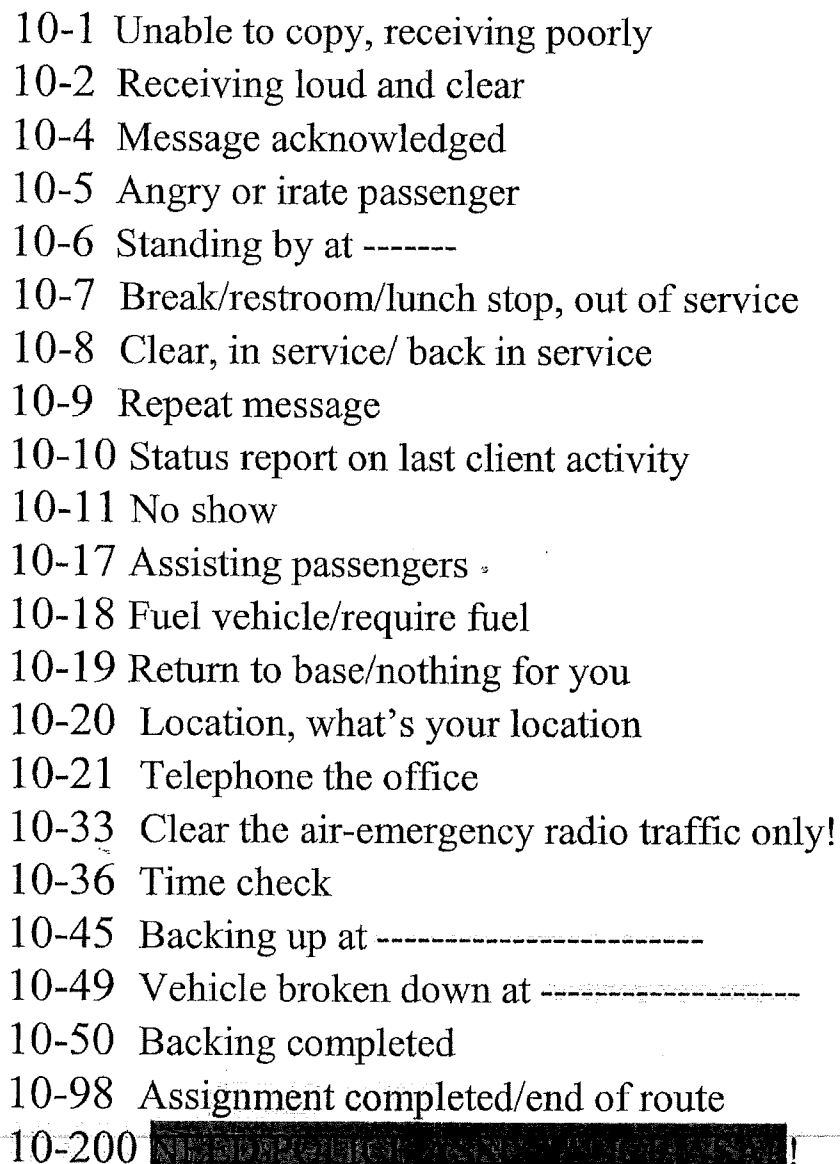 10-1 Unable to copy, receiving poorly
10-2 Receiving loud and clear
10-4 Message acknowledged
10-5 Angry or irate passenger
10-6 Standing by at -------
10-7 Break/restroom/lunch stop, out of service
10-8 Clear, in service/ back in service
10-9 Repeat message
10-10 Status report on last client activity
10-11 No show
10-17 Assisting passengers
10-18 Fuel vehicle/require fuel
10-19 Return to base/nothing for you
10-20 Location, what's your location
10-21 Telephone the office
10-33 Clear the air-emergency radio traffic only!
10-36 Time check
10-45 Backing up at ------------------------
10-49 Vehicle broken down at -------------------
10-50 Backing completed
10-98 Assignment completed/end of route
10-200 NEED !